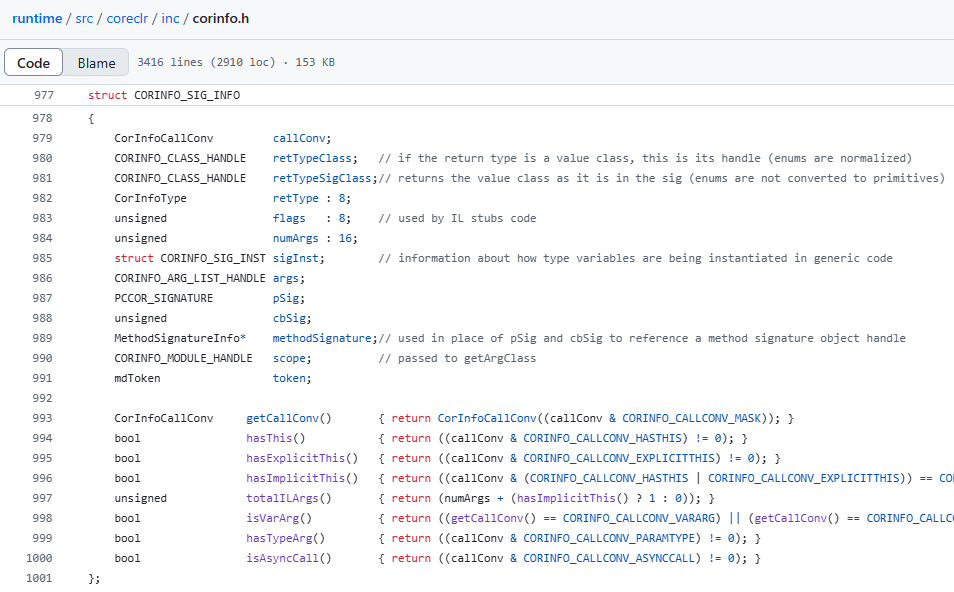 runtime / src / coreclr / inc / corinfo.h
Code Blame 3416 lines (2910 loc) · 153 KB
977 struct CORINFO_SIG_INFO
978 {
979 CorInfoCallConv callConv;
980 CORINFO_CLASS_HANDLE retTypeClass; // if the return type is a value class, this is its handle (enums are normalized)
981 CORINFO_CLASS_HANDLE retTypeSigClass;// returns the value class as it is in the sig (enums are not converted to primitives)
982 CorInfoType retType : 8;
983 unsigned flags : 8; // used by IL stubs code
984 unsigned numArgs : 16;
985 struct CORINFO_SIG_INST sigInst; // information about how type variables are being instantiated in generic code
986 CORINFO_ARG_LIST_HANDLE args;
987 PCCOR_SIGNATURE pSig;
988 unsigned cbSig;
989 MethodSignatureInfo* methodSignature;// used in place of pSig and cbSig to reference a method signature object handle
990 CORINFO_MODULE_HANDLE scope; // passed to getArgClass
991 mdToken token;
992
993 CorInfoCallConv getCallConv() { return CorInfoCallConv((callConv & CORINFO_CALLCONV_MASK)); }
994 bool hasThis() { return ((callConv & CORINFO_CALLCONV_HASTHIS) != 0); }
995 bool hasExplicitThis() { return ((callConv & CORINFO_CALLCONV_EXPLICITTHIS) != 0); }
996 bool hasImplicitThis() { return ((callConv & (CORINFO_CALLCONV_HASTHIS | CORINFO_CALLCONV_EXPLICITTHIS)) == CO
997 unsigned totalILArgs() { return (numArgs + (hasImplicitThis() ? 1 : 0)); }
998 bool isVarArg() { return ((getCallConv() == CORINFO_CALLCONV_VARARG) || (getCallConv() == CORINFO_CALLC
999 bool hasTypeArg() { return ((callConv & CORINFO_CALLCONV_PARAMTYPE) != 0); }
1000 bool isAsyncCall() { return ((callConv & CORINFO_CALLCONV_ASYNCCALL) != 0); }
1001 };